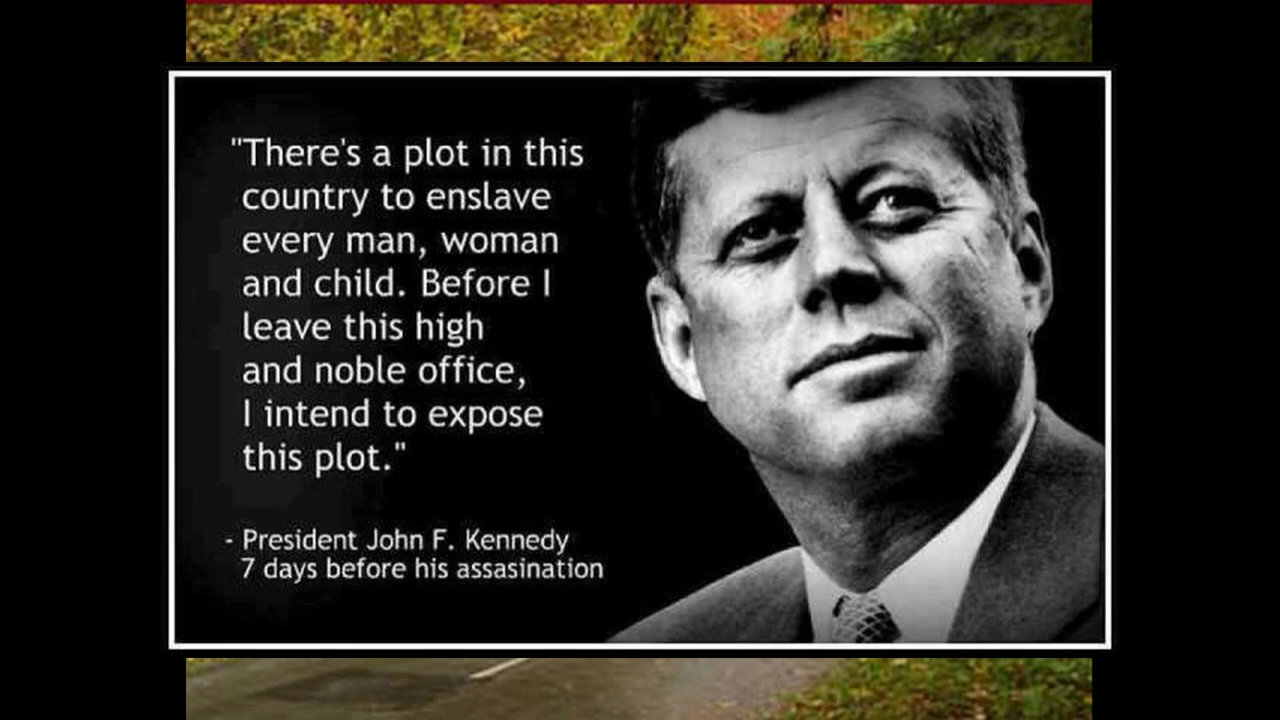 "There's a plot in this
country to enslave
every man, woman
and child. Before I
leave this high
and noble office,
I intend to expose
this plot."
- President John F. Kennedy
7 days before his assasination